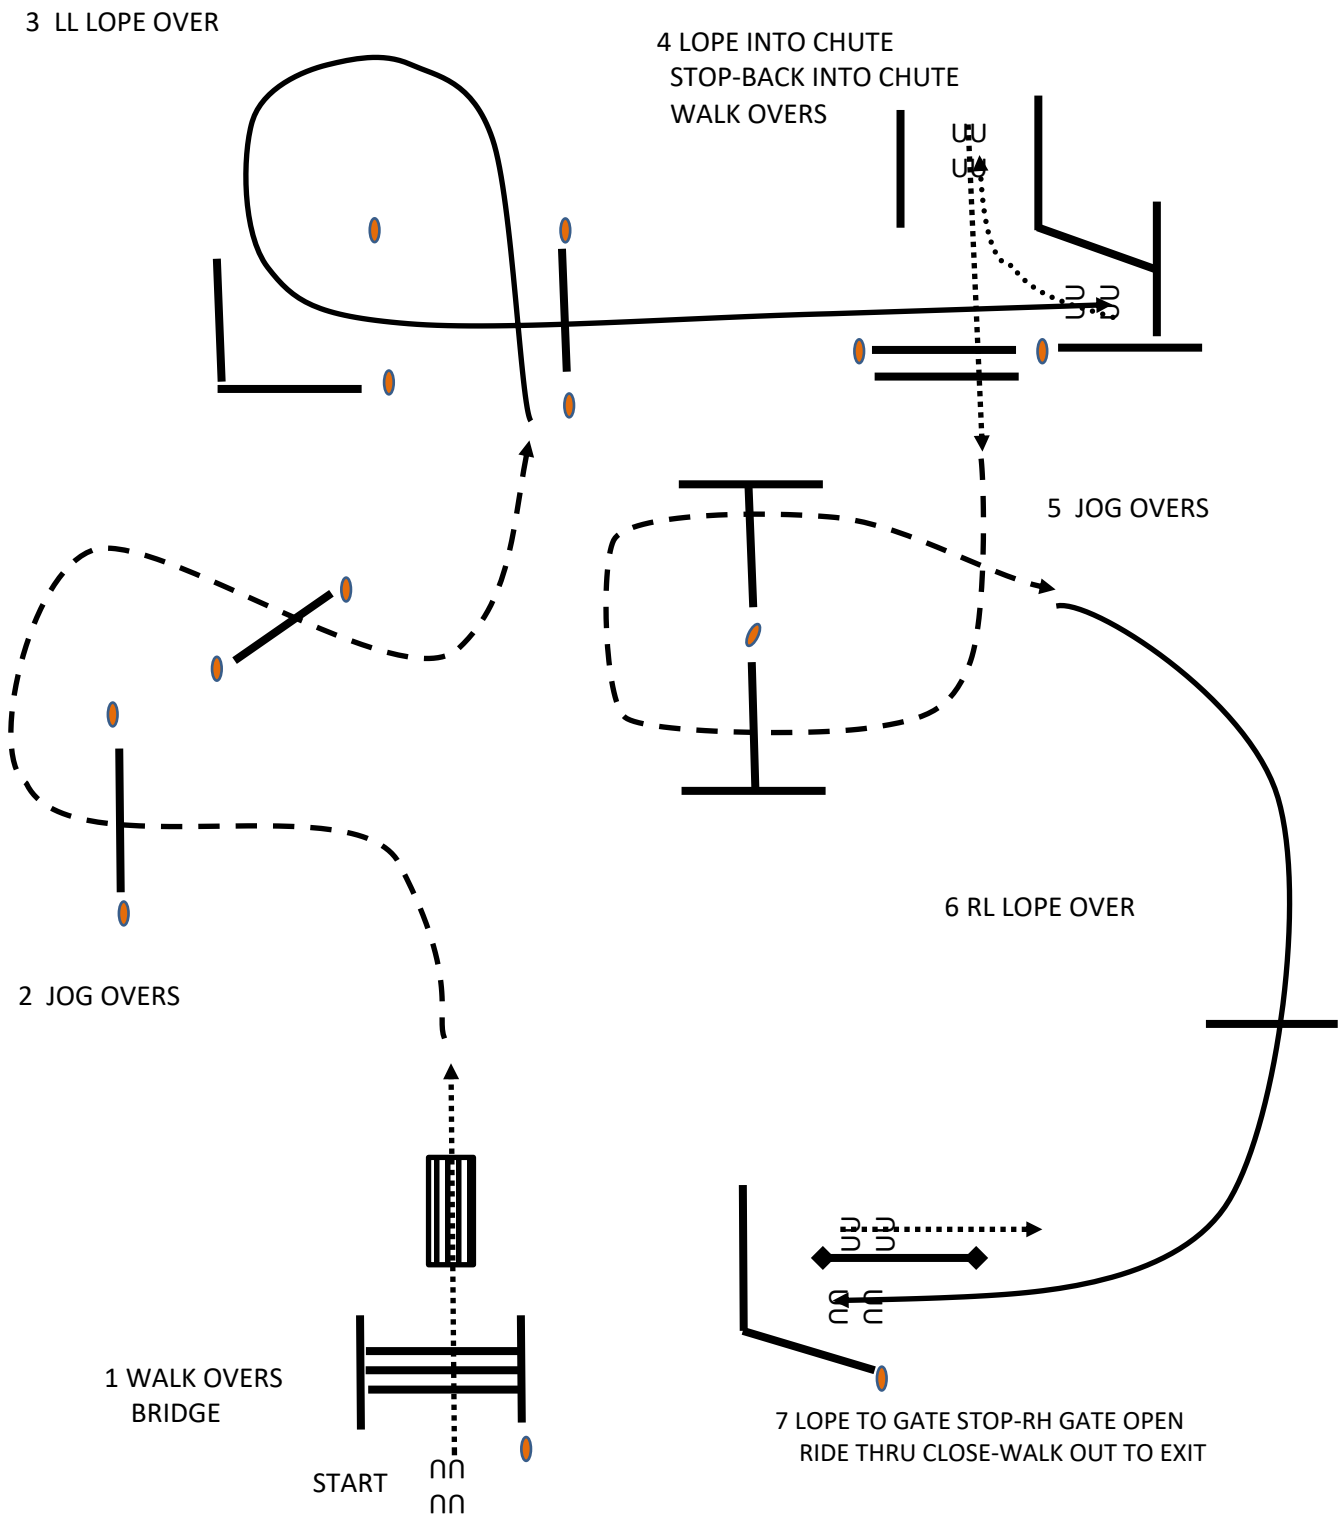 3 LL LOPE OVER
4 LOPE INTO CHUTE
STOP-BACK INTO CHUTE
WALK OVERS
5 JOG OVERS
6 RL LOPE OVER
2 JOG OVERS
1 WALK OVERS
BRIDGE
START
7 LOPE TO GATE STOP-RH GATE OPEN
RIDE THRU CLOSE-WALK OUT TO EXIT